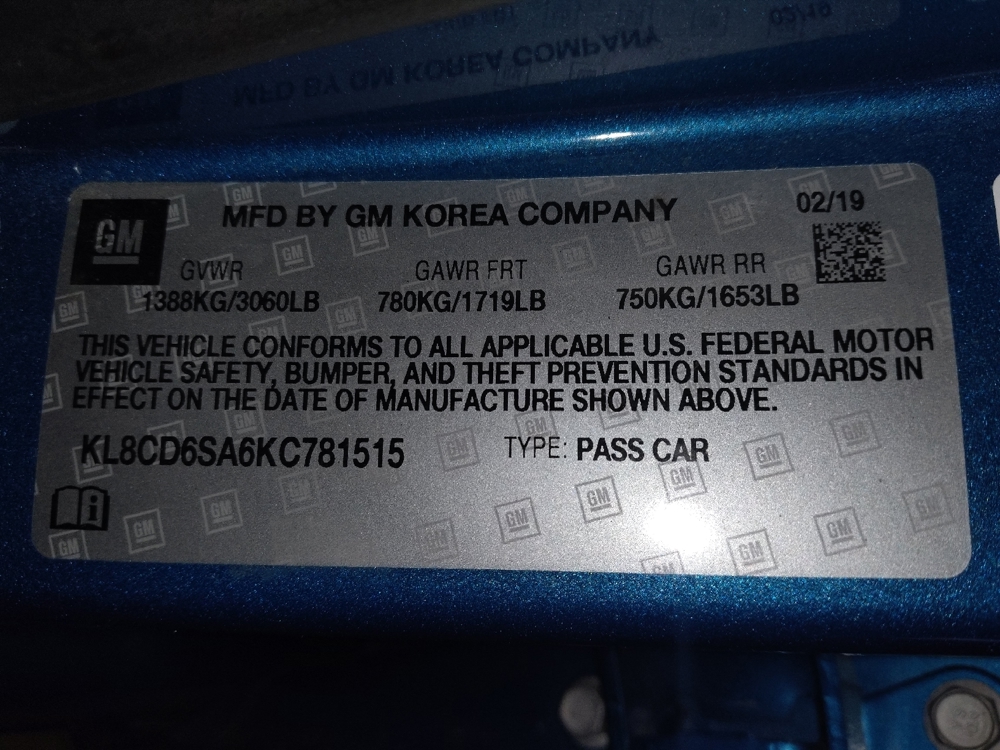 GM
MFD BY GM KOREA COMPANY
02/19
GVWR GAWR FRT GAWR RR
1388KG/3060LB 780KG/1719LB 750KG/1653LB
THIS VEHICLE CONFORMS TO ALL APPLICABLE U.S. FEDERAL MOTOR
VEHICLE SAFETY, BUMPER, AND THEFT PREVENTION STANDARDS IN
EFFECT ON THE DATE OF MANUFACTURE SHOWN ABOVE.
KL8CD6SA6KC781515 TYPE: PASS CAR